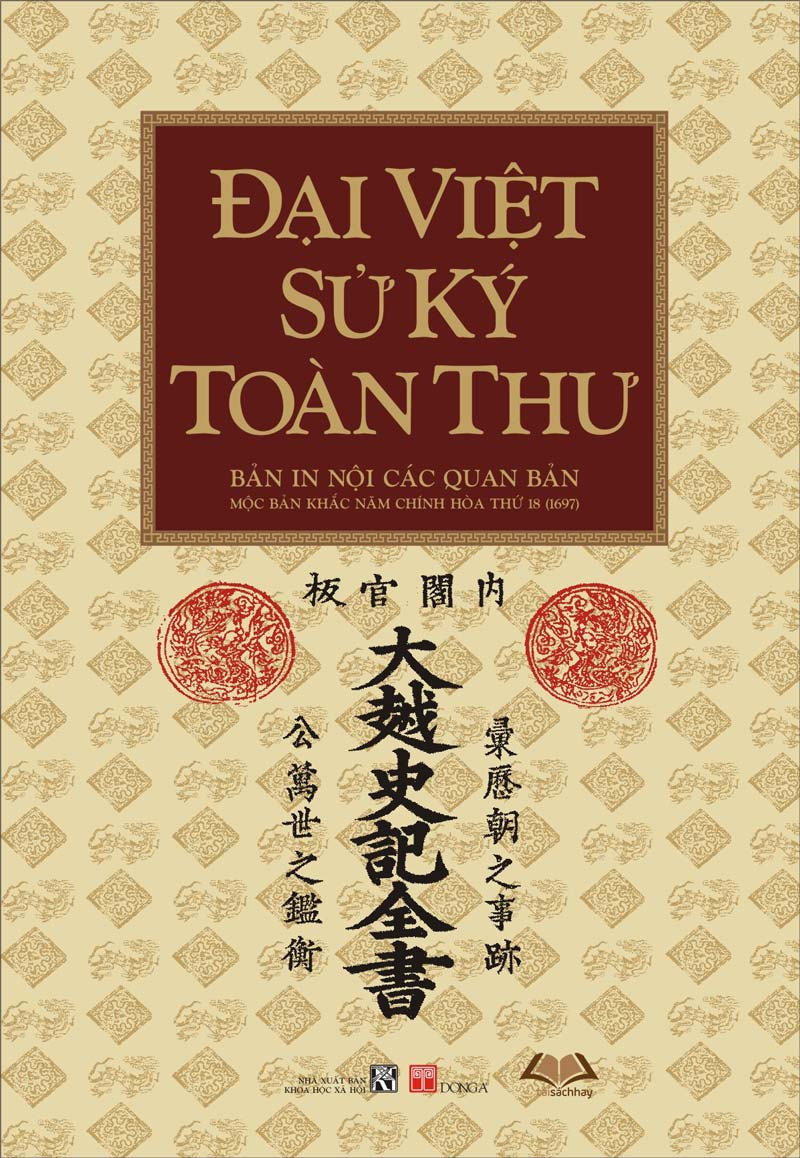 ĐẠI VIỆT
SỬ KÝ
TOÀN THƯ
BẢN IN NỘI CÁC QUAN BẢN
MỘC BẢN KHẮC NĂM CHÍNH HÒA THỨ 18 (1697)
內閣官板
彙歷朝之事跡
大越史記全書
公萬世之鑑衡
NHÀ XUẤT BẢN
KHOA HỌC XÃ HỘI
DONGA
taisachhay